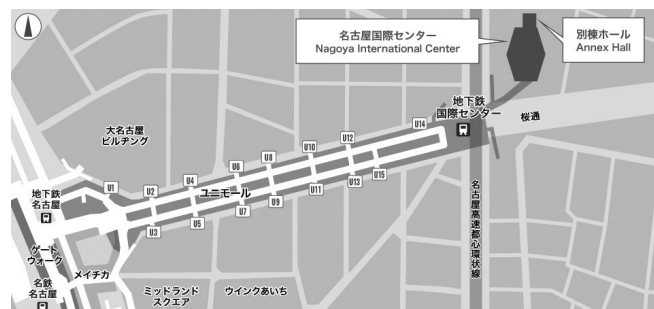 名古屋国際センター
Nagoya International Center
別棟ホール
Annex Hall
地下鉄
国際センター
桜通
大名古屋
ビルヂング
U14
U12
U10
U8
U6
U4
U2
U1
ユニモール
U15
U13
U11
U9
U7
U5
U3
地下鉄
名古屋
ゲート
ウォーク
メイチカ
名鉄
名古屋
ミッドランド
スクエア
ウインクあいち
名古屋高速都心環状線